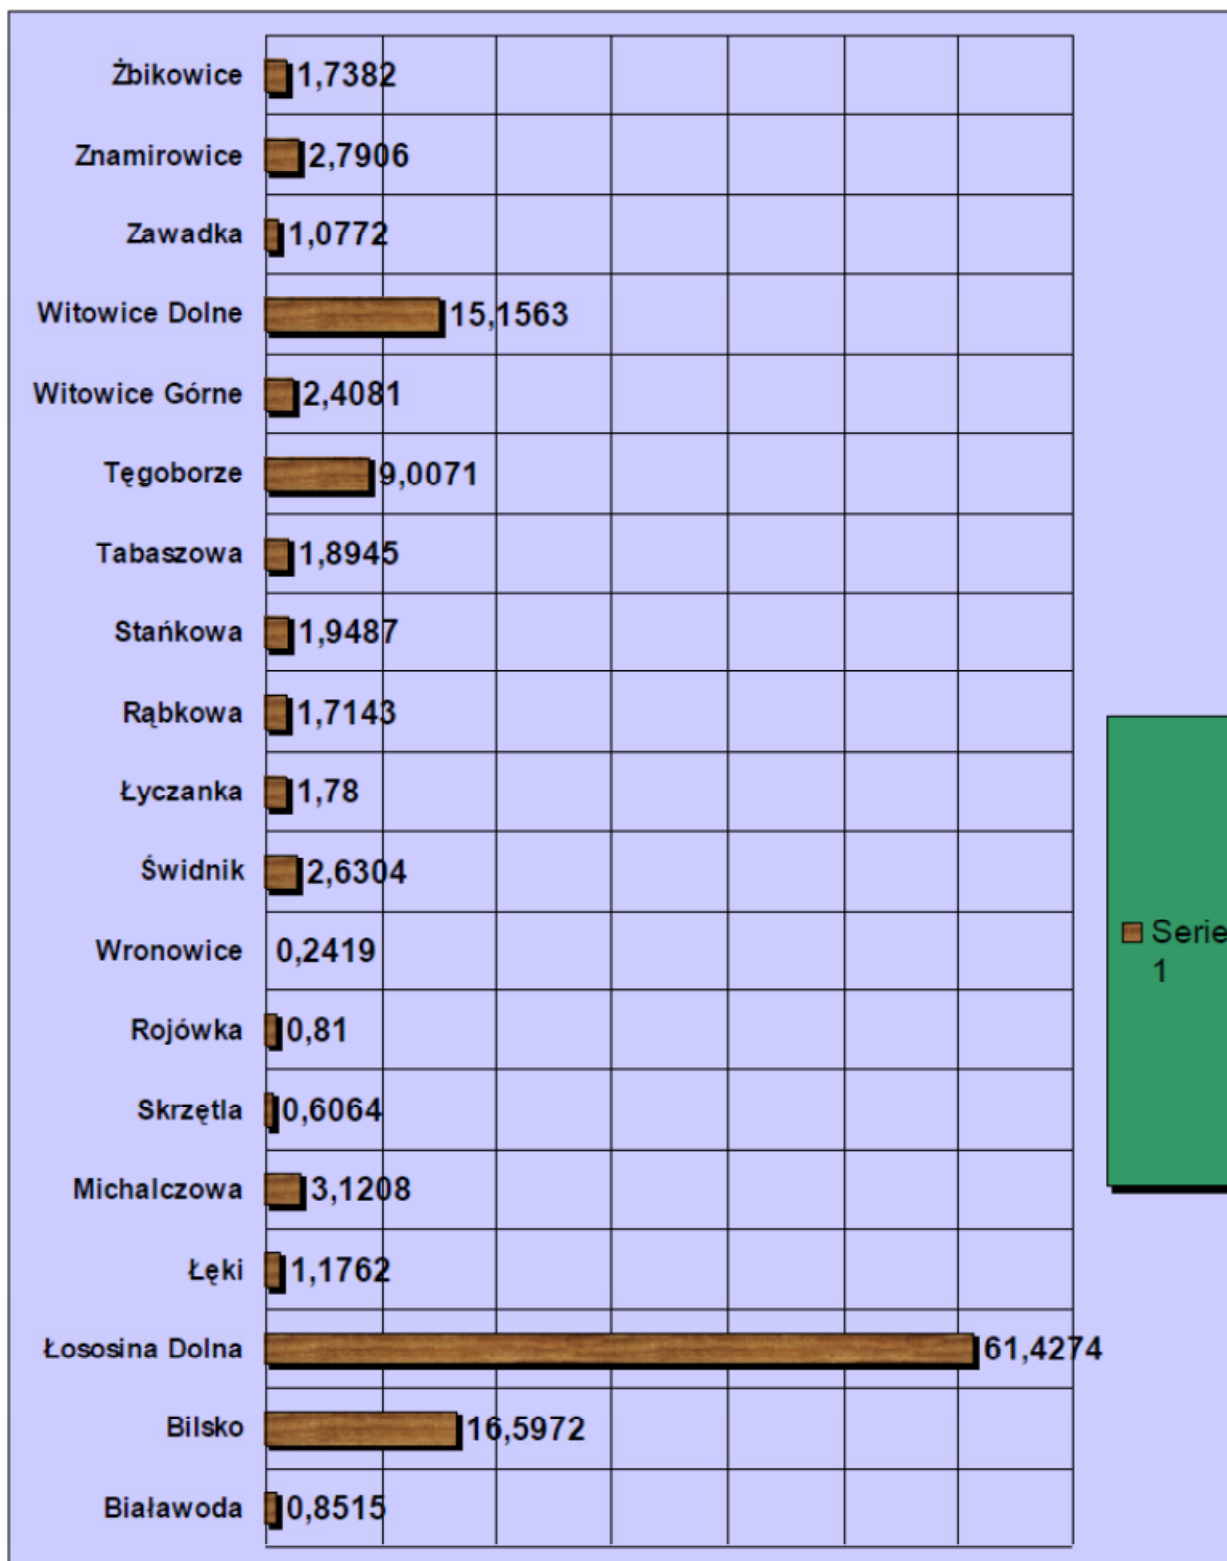 Żbikowice 1,7382
Znamirowice 2,7906
Zawadka 1,0772
Witowice Dolne 15,1563
Witowice Górne 2,4081
Tęgoborze 9,0071
Tabaszowa 1,8945
Stańkowa 1,9487
Rąbkowa 1,7143
Łyczanka 1,78
Świdnik 2,6304
Wronowice 0,2419
Rojówka 0,81
Skrzętla 0,6064
Michalczowa 3,1208
Łęki 1,1762
Łososina Dolna 61,4274
Bilsko 16,5972
Białawoda 0,8515
Serie
1